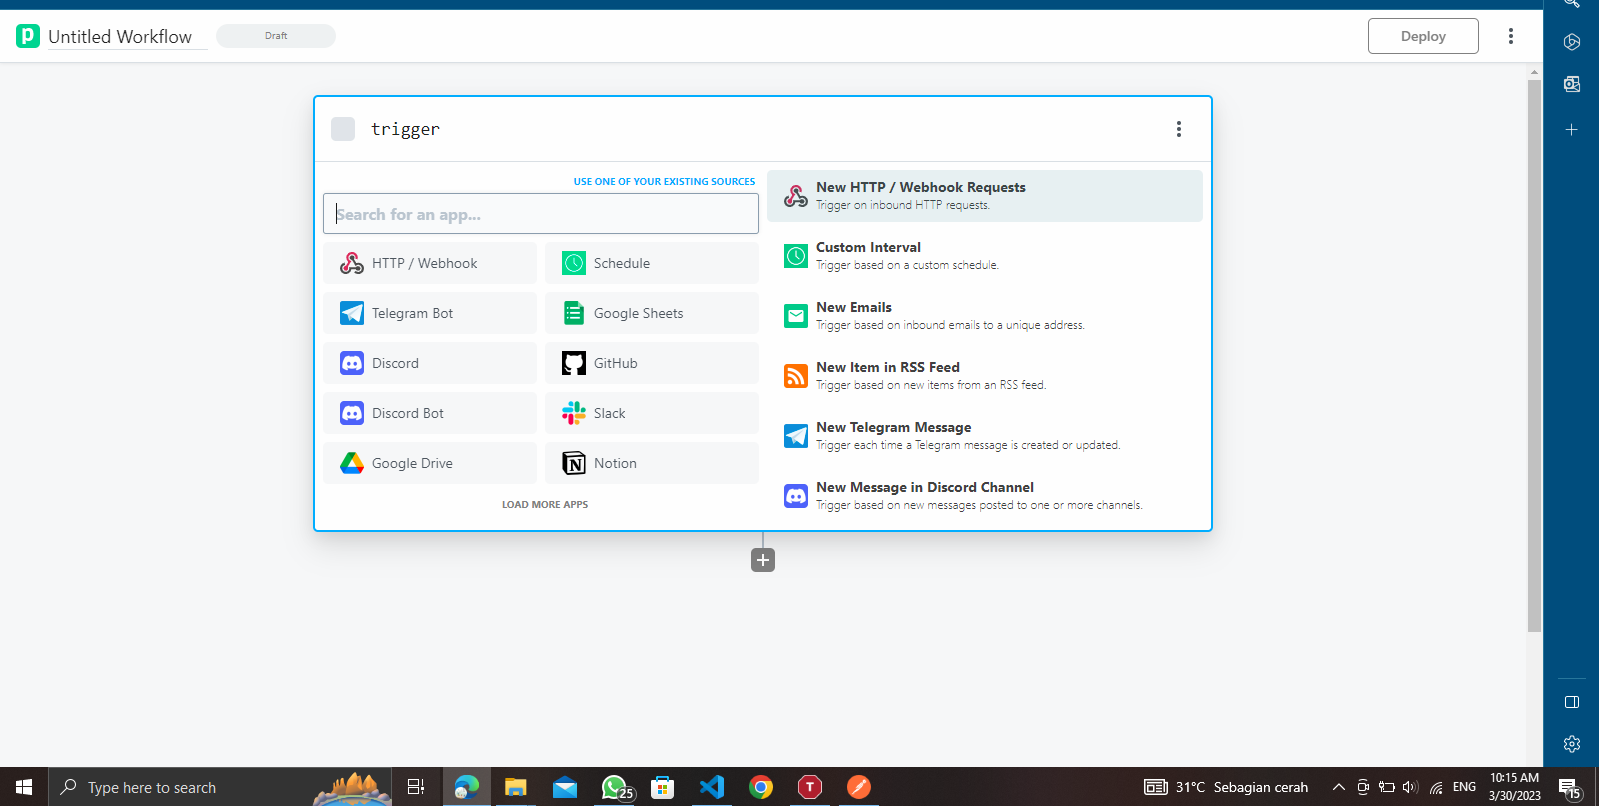 Untitled Workflow
Draft
Deploy
trigger
USE ONE OF YOUR EXISTING SOURCES
Search for an app...
HTTP / Webhook
Schedule
Telegram Bot
Google Sheets
Discord
GitHub
Discord Bot
Slack
Google Drive
Notion
LOAD MORE APPS
New HTTP / Webhook Requests
Trigger on inbound HTTP requests.
Custom Interval
Trigger based on a custom schedule.
New Emails
Trigger based on inbound emails to a unique address.
New Item in RSS Feed
Trigger based on new items from an RSS feed.
New Telegram Message
Trigger each time a Telegram message is created or updated.
New Message in Discord Channel
Trigger based on new messages posted to one or more channels.
Type here to search
25
T
31°C Sebagian cerah
ENG
10:15 AM
3/30/2023
15